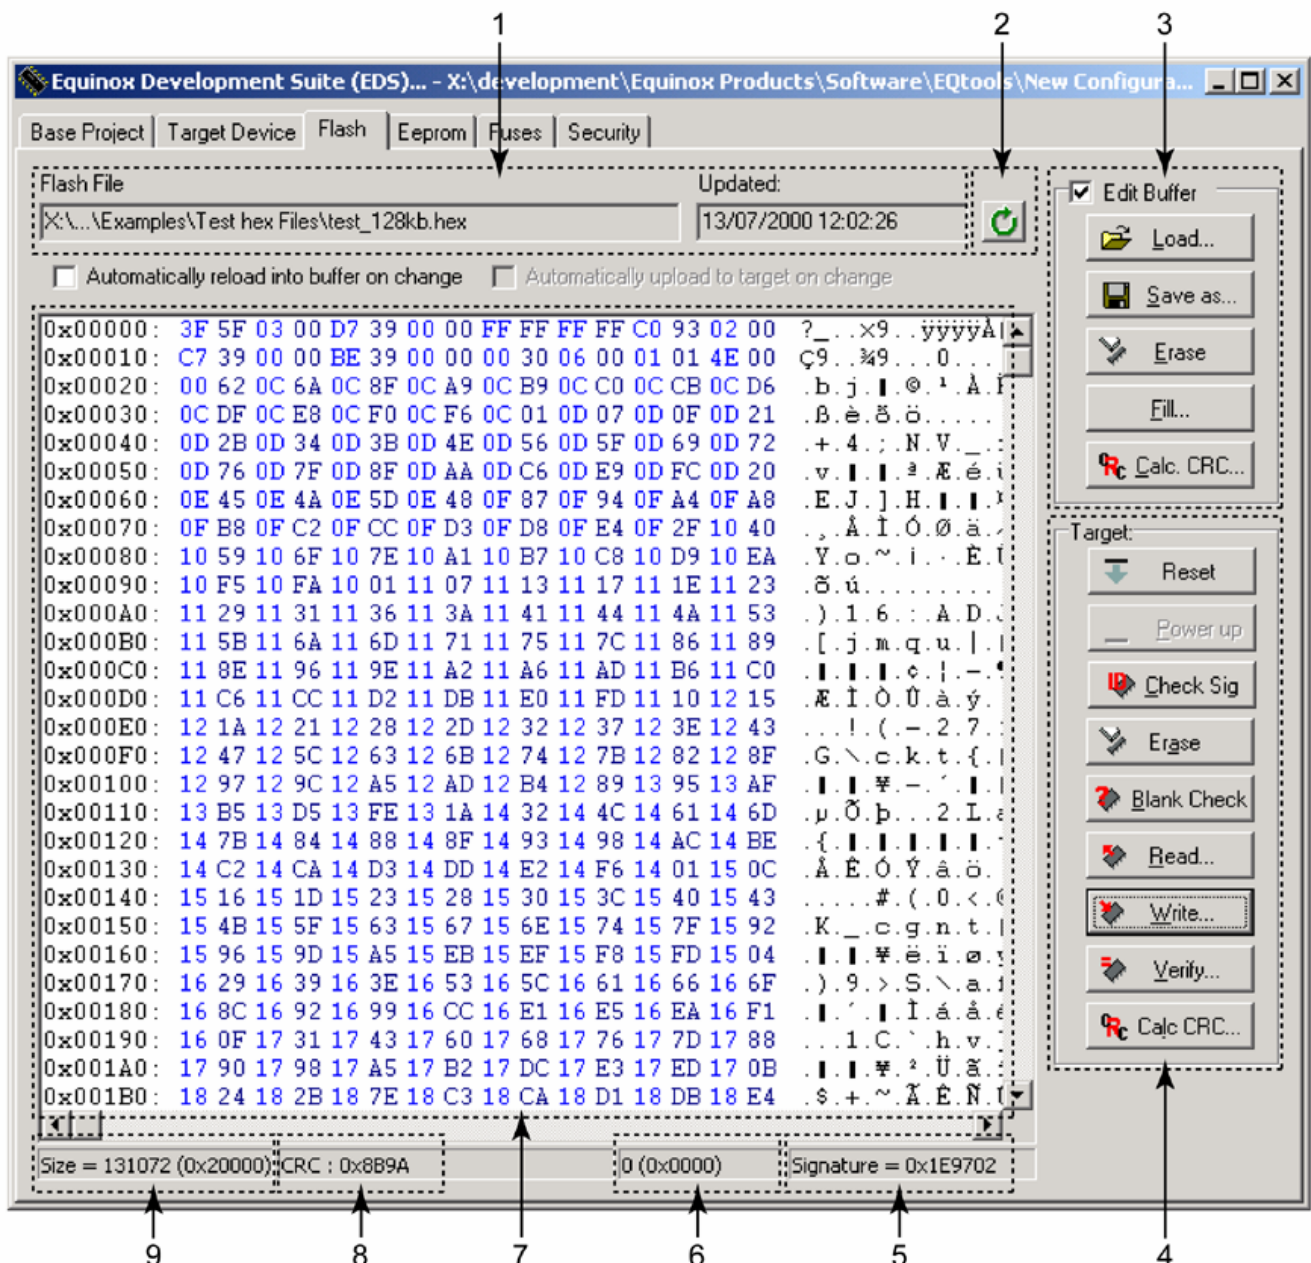 1 2 3
Equinox Development Suite (EDS)... - X:\development\Equinox Products\Software\EQtools\New Configura...
Base Project Target Device Flash Eeprom Fuses Security
Flash File Updated:
X:\...\Examples\Test hex Files\test_128kb.hex 13/07/2000 12:02:26
Automatically reload into buffer on change Automatically upload to target on change
Edit Buffer
Load...
Save as...
Erase
Fill...
Calc. CRC...
Target:
Reset
Power up
Check Sig
Erase
Blank Check
Read...
Write...
Verify...
Calc CRC...
0x00000: 3F 5F 03 00 D7 39 00 00 FF FF FF FF C0 93 02 00 ?_..×9..ÿÿÿÿÀ
0x00010: C7 39 00 00 BE 39 00 00 00 30 06 00 01 01 4E 00 Ç9..¾9...0....
0x00020: 00 62 0C 6A 0C 8F 0C A9 0C B9 0C C0 0C CB 0C D6 .b.j.▮.©.¹.À.
0x00030: 0C DF 0C E8 0C F0 0C F6 0C 01 0D 07 0D 0F 0D 21 .ß.è.ð.ö......
0x00040: 0D 2B 0D 34 0D 3B 0D 4E 0D 56 0D 5F 0D 69 0D 72 .+.4.;.N.V._.
0x00050: 0D 76 0D 7F 0D 8F 0D AA 0D C6 0D E9 0D FC 0D 20 .v.▮.▮.ª.Æ.é.
0x00060: 0E 45 0E 4A 0E 5D 0E 48 0F 87 0F 94 0F A4 0F A8 .E.J.].H.▮.▮.
0x00070: 0F B8 0F C2 0F CC 0F D3 0F D8 0F E4 0F 2F 10 40 .¸.Â.Ì.Ó.Ø.ä.
0x00080: 10 59 10 6F 10 7E 10 A1 10 B7 10 C8 10 D9 10 EA .Y.o.~.¡.·.È.
0x00090: 10 F5 10 FA 10 01 11 07 11 13 11 17 11 1E 11 23 .õ.ú..........
0x000A0: 11 29 11 31 11 36 11 3A 11 41 11 44 11 4A 11 53 .).1.6.:.A.D.
0x000B0: 11 5B 11 6A 11 6D 11 71 11 75 11 7C 11 86 11 89 .[.j.m.q.u.|.
0x000C0: 11 8E 11 96 11 9E 11 A2 11 A6 11 AD 11 B6 11 C0 .▮.▮.▮.¢.¦.-.
0x000D0: 11 C6 11 CC 11 D2 11 DB 11 E0 11 FD 11 10 12 15 .Æ.Ì.Ò.Û.à.ý.
0x000E0: 12 1A 12 21 12 28 12 2D 12 32 12 37 12 3E 12 43 ...!.(.-.2.7.
0x000F0: 12 47 12 5C 12 63 12 6B 12 74 12 7B 12 82 12 8F .G.\.c.k.t.{.
0x00100: 12 97 12 9C 12 A5 12 AD 12 B4 12 89 13 95 13 AF .▮.▮.¥.-.´.▮.
0x00110: 13 B5 13 D5 13 FE 13 1A 14 32 14 4C 14 61 14 6D .µ.Õ.þ...2.L.
0x00120: 14 7B 14 84 14 88 14 8F 14 93 14 98 14 AC 14 BE .{.▮.▮.▮.▮.▮.
0x00130: 14 C2 14 CA 14 D3 14 DD 14 E2 14 F6 14 01 15 0C .Â.Ê.Ó.Ý.â.ö.
0x00140: 15 16 15 1D 15 23 15 28 15 30 15 3C 15 40 15 43 .....#.(.0.<.
0x00150: 15 4B 15 5F 15 63 15 67 15 6E 15 74 15 7F 15 92 .K._.c.g.n.t.
0x00160: 15 96 15 9D 15 A5 15 EB 15 EF 15 F8 15 FD 15 04 .▮.▮.¥.ë.ï.ø.
0x00170: 16 29 16 39 16 3E 16 53 16 5C 16 61 16 66 16 6F .).9.>.S.\.a.
0x00180: 16 8C 16 92 16 99 16 CC 16 E1 16 E5 16 EA 16 F1 .▮.´.▮.Ì.á.å.
0x00190: 16 0F 17 31 17 43 17 60 17 68 17 76 17 7D 17 88 ...1.C.`.h.v.
0x001A0: 17 90 17 98 17 A5 17 B2 17 DC 17 E3 17 ED 17 0B .▮.▮.¥.².Ü.ã.
0x001B0: 18 24 18 2B 18 7E 18 C3 18 CA 18 D1 18 DB 18 E4 .$.+.~.Ã.Ê.Ñ.
Size = 131072 (0x20000) CRC : 0x8B9A 0 (0x0000) Signature = 0x1E9702
9 8 7 6 5 4